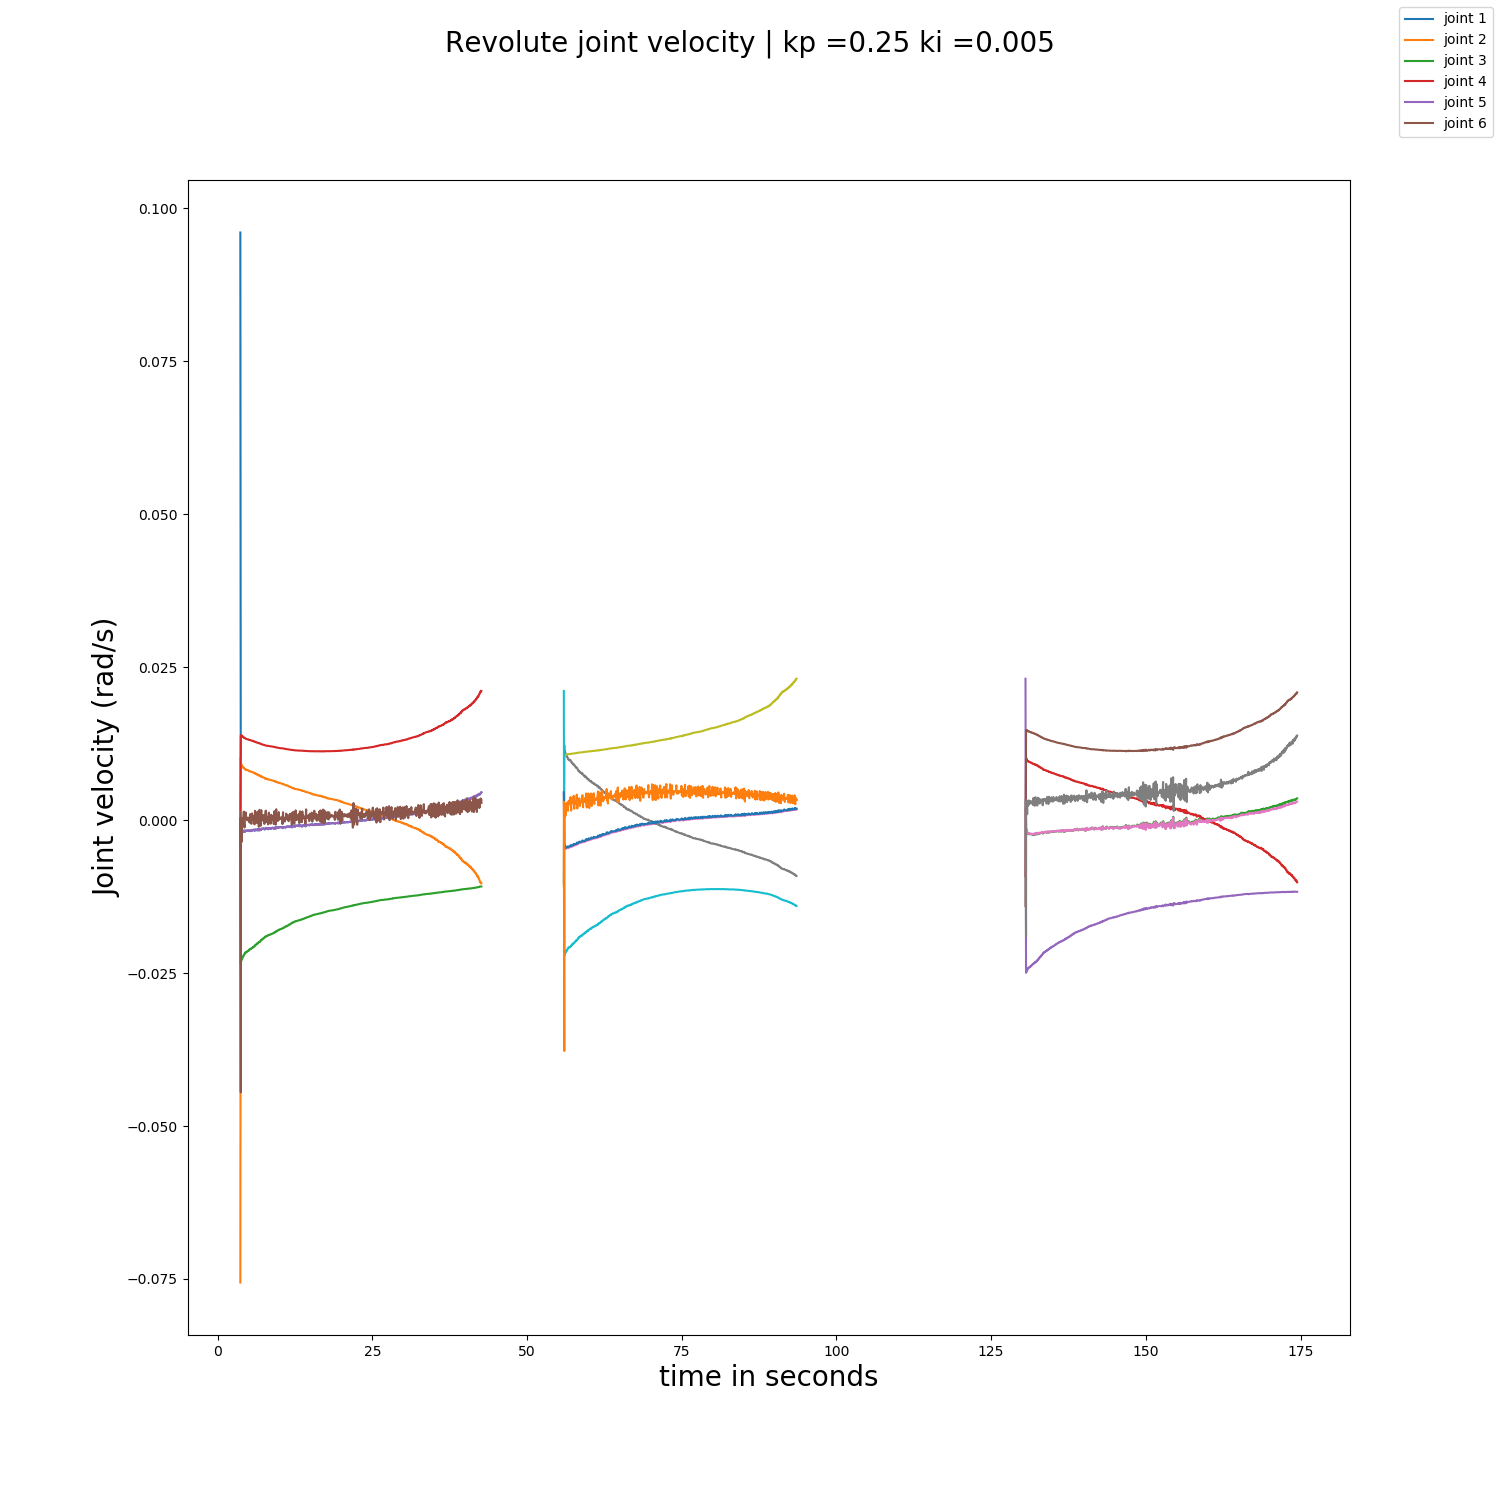 Revolute joint velocity | kp =0.25 ki =0.005
joint 1
joint 2
joint 3
joint 4
joint 5
joint 6
Joint velocity (rad/s)
0.100
0.075
0.050
0.025
0.000
−0.025
−0.050
−0.075
0 25 50 75 100 125 150 175
time in seconds